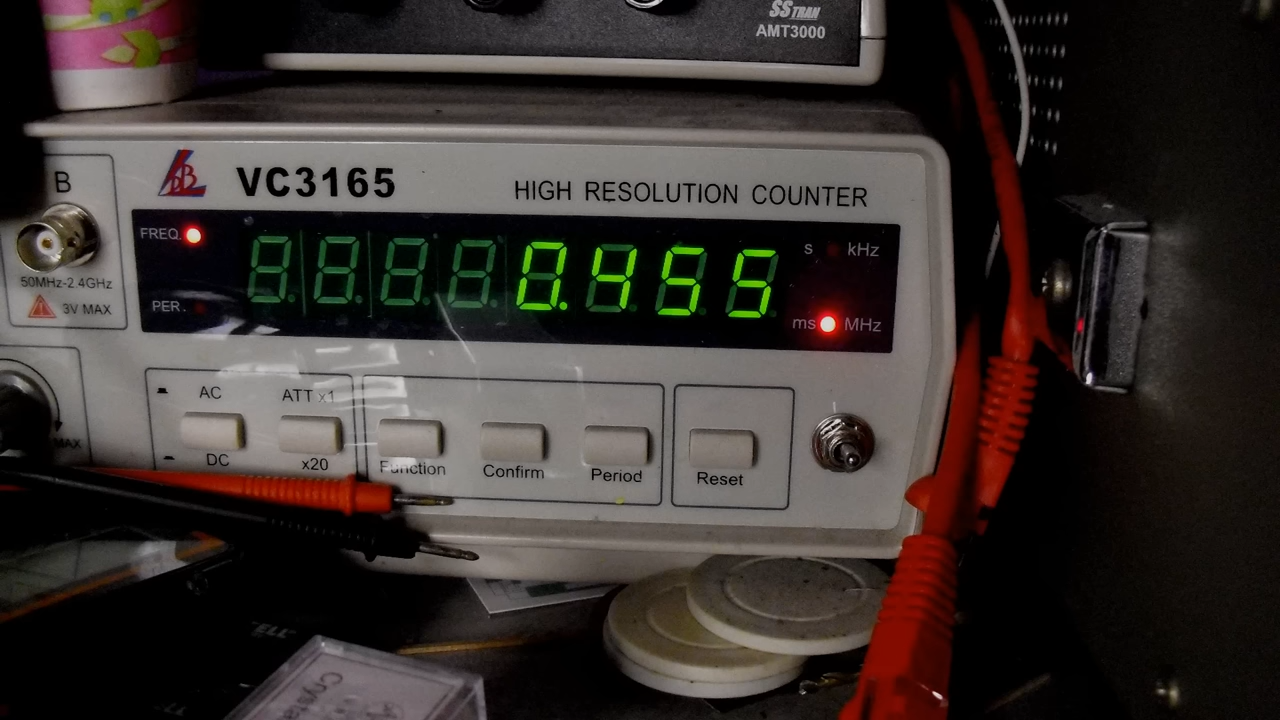 SSTRAN
AMT3000
B
VC3165
HIGH RESOLUTION COUNTER
FREQ.
0.455
s
kHz
50MHz-2.4GHz
3V MAX
PER.
ms
MHz
AC
ATT x1
MAX
DC
x20
Function
Confirm
Period
Reset